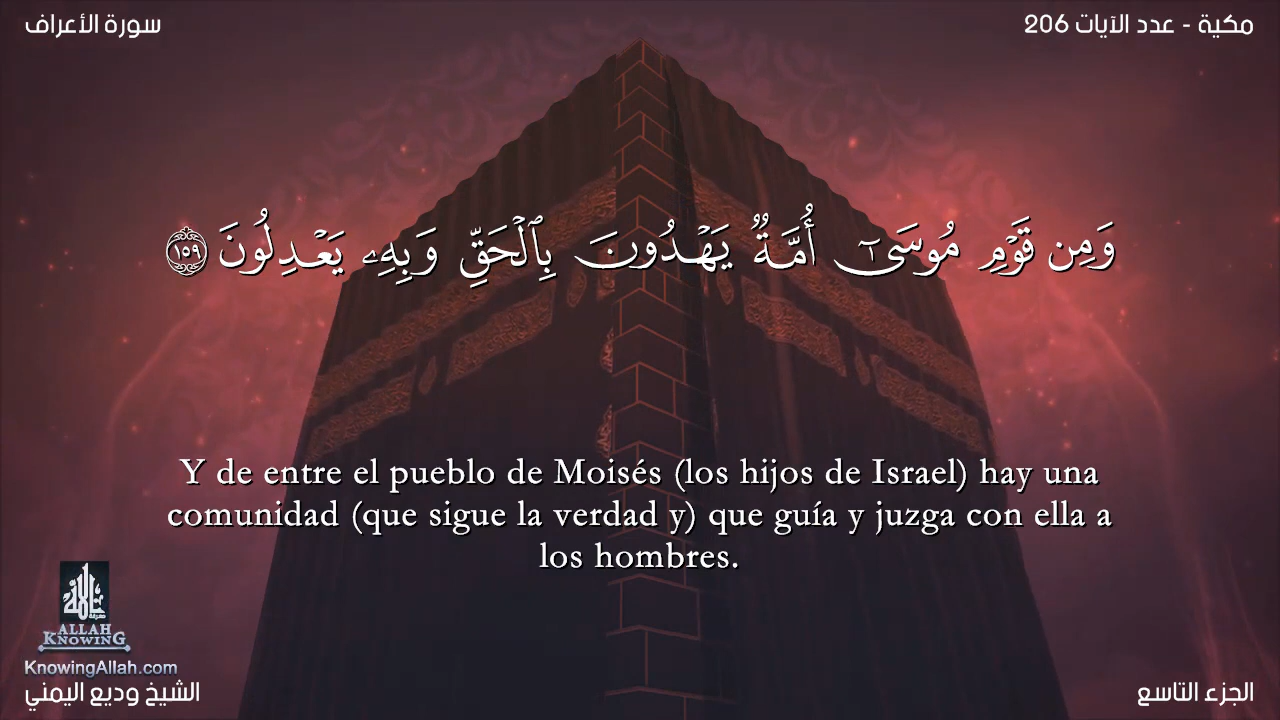 سورة الأعراف
مكية - عدد الآيات 206
وَمِن قَوْمِ مُوسَىٰٓ أُمَّةٌ يَهْدُونَ بِٱلْحَقِّ وَبِهِۦ يَعْدِلُونَ ١٥٩
Y de entre el pueblo de Moisés (los hijos de Israel) hay una
comunidad (que sigue la verdad y) que guía y juzga con ella a
los hombres.
ALLAH
KNOWING
KnowingAllah.com
الشيخ وديع اليمني
الجزء التاسع